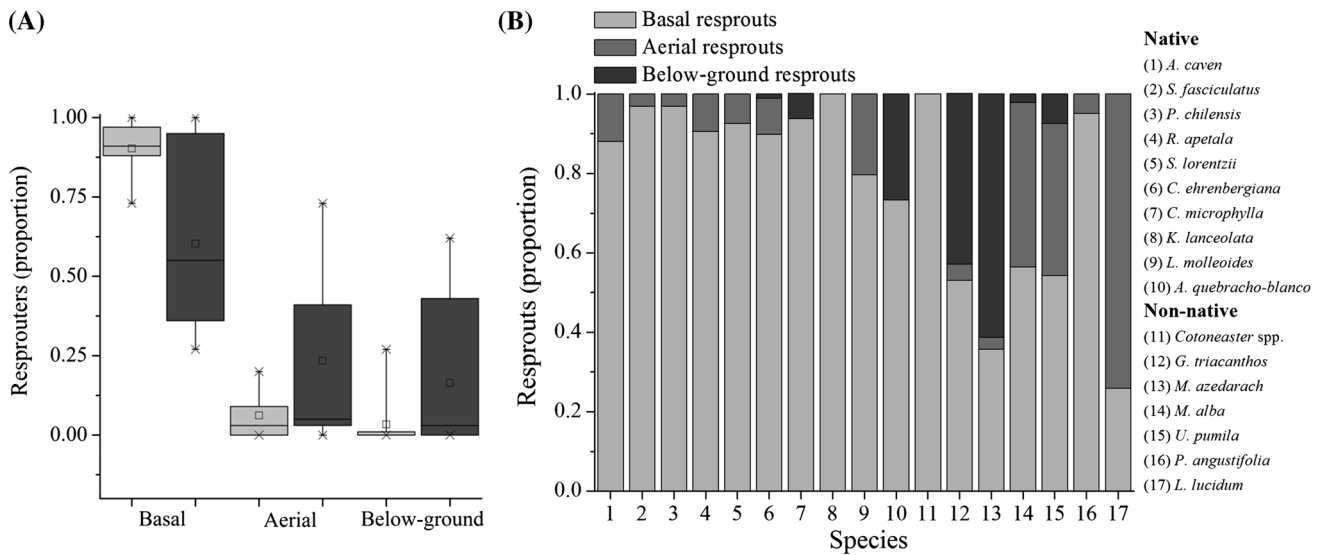 (A)
Resprouters (proportion)
1.00
0.75
0.50
0.25
0.00
Basal
Aerial
Below-ground
(B)
Basal resprouts
Aerial resprouts
Below-ground resprouts
Resprouts (proportion)
1.0
0.8
0.6
0.4
0.2
0.0
1 2 3 4 5 6 7 8 9 10 11 12 13 14 15 16 17
Species
Native
(1) A. caven
(2) S. fasciculatus
(3) P. chilensis
(4) R. apetala
(5) S. lorentzii
(6) C. ehrenbergiana
(7) C. microphylla
(8) K. lanceolata
(9) L. molleoides
(10) A. quebracho-blanco
Non-native
(11) Cotoneaster spp.
(12) G. triacanthos
(13) M. azedarach
(14) M. alba
(15) U. pumila
(16) P. angustifolia
(17) L. lucidum